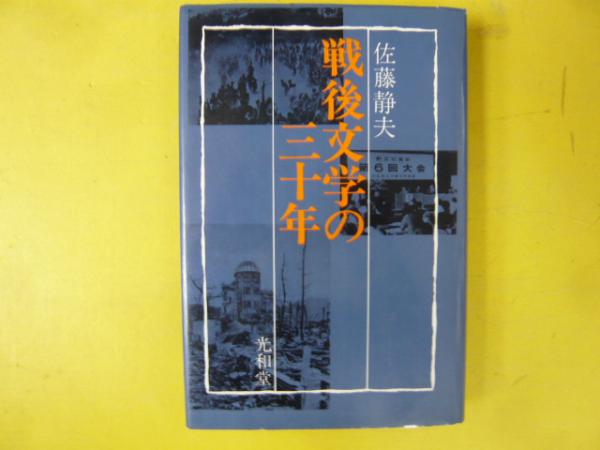 佐藤静夫
戦後文学の
三十年
第6回大会
光和堂